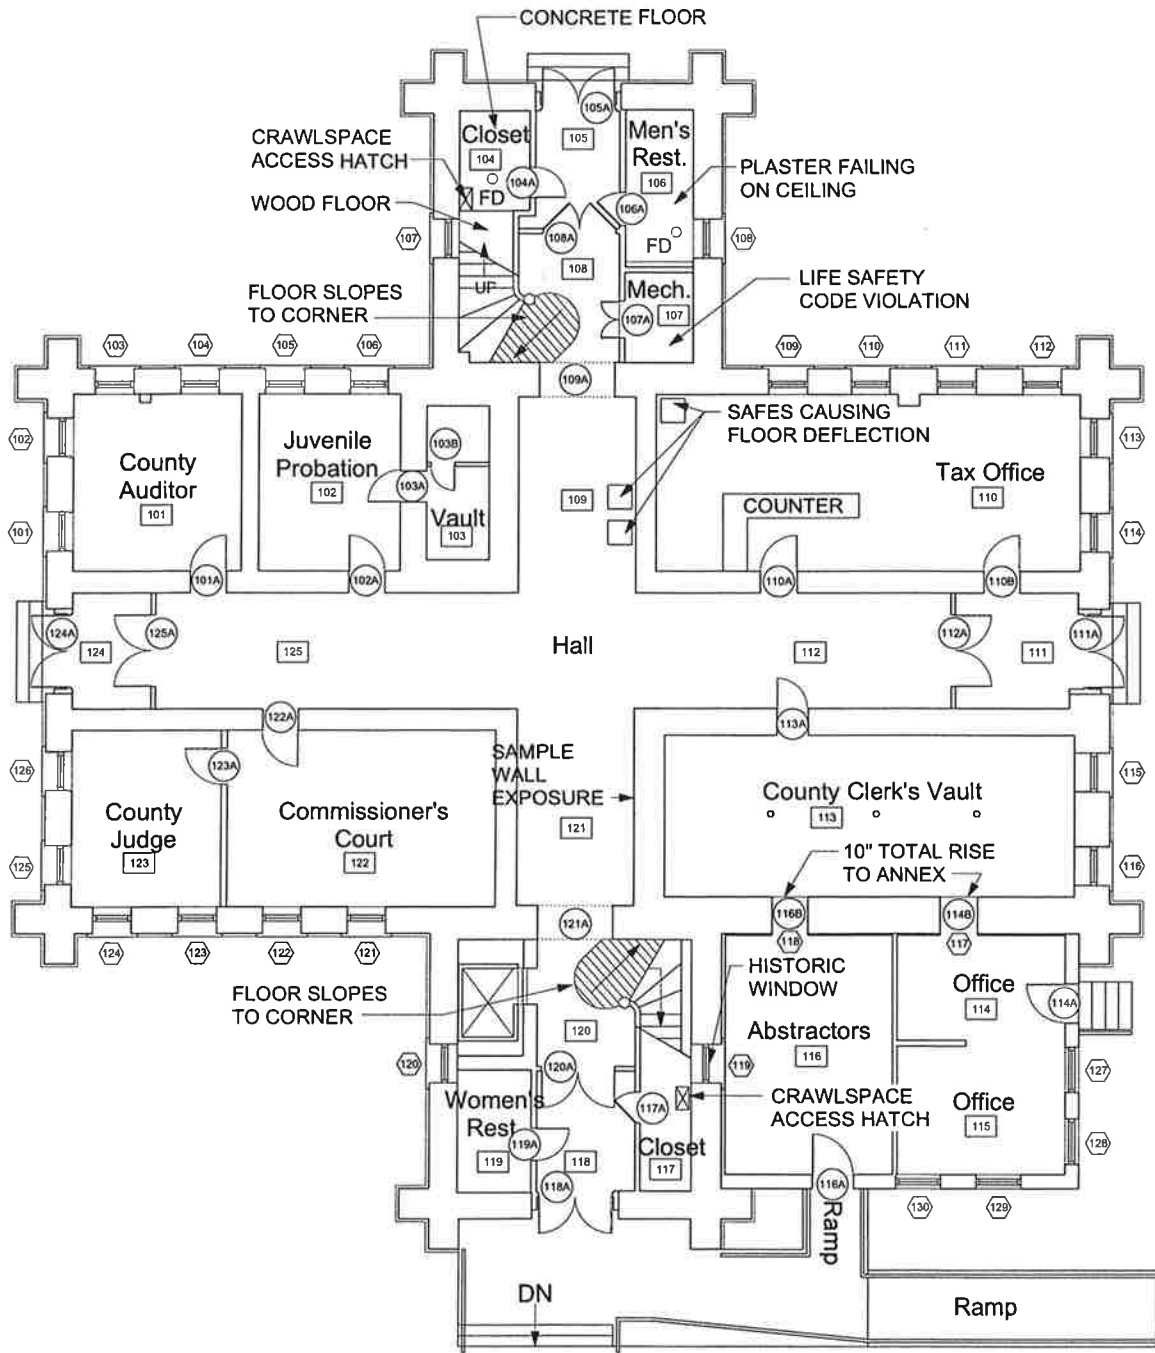 CONCRETE FLOOR
105A
Closet
104
105
Men's
Rest.
106
CRAWLSPACE
ACCESS HATCH
PLASTER FAILING
ON CEILING
104A
FD
106A
WOOD FLOOR
107
108A
FD
108
108
UP
Mech.
107
107A
LIFE SAFETY
CODE VIOLATION
FLOOR SLOPES
TO CORNER
103
104
105
106
109A
109
110
111
112
SAFES CAUSING
FLOOR DEFLECTION
102
County
Auditor
101
Juvenile
Probation
102
103B
103A
Vault
103
109
COUNTER
Tax Office
110
113
101
114
101A
102A
110A
110B
124A
124
125A
125
Hall
112
112A
111
111A
122A
113A
126
123A
SAMPLE
WALL
EXPOSURE
115
County
Judge
123
Commissioner's
Court
122
121
County Clerk's Vault
113
125
10" TOTAL RISE
TO ANNEX
116
116B
114B
121A
118
117
124
123
122
121
FLOOR SLOPES
TO CORNER
HISTORIC
WINDOW
Office
114
114A
120
Abstractors
116
120
120A
119
127
CRAWLSPACE
ACCESS HATCH
Women's
Rest.
119
119A
117A
Closet
117
118
118A
Office
115
128
116A
130
129
Ramp
DN
Ramp